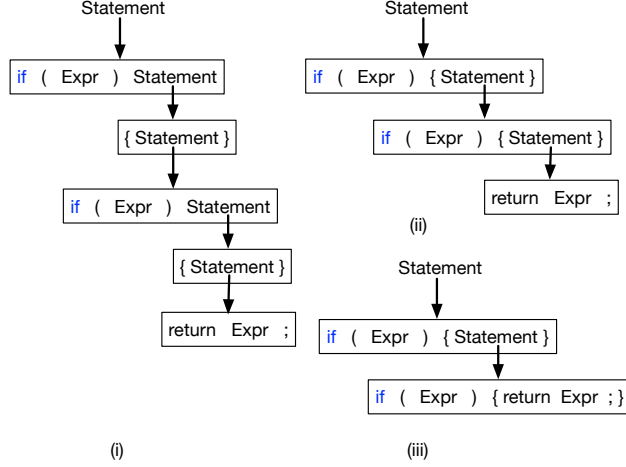 Statement
if ( Expr ) Statement
{ Statement }
if ( Expr ) Statement
{ Statement }
return Expr ;
(i)
Statement
if ( Expr ) { Statement }
if ( Expr ) { Statement }
return Expr ;
(ii)
Statement
if ( Expr ) { Statement }
if ( Expr ) { return Expr ; }
(iii)